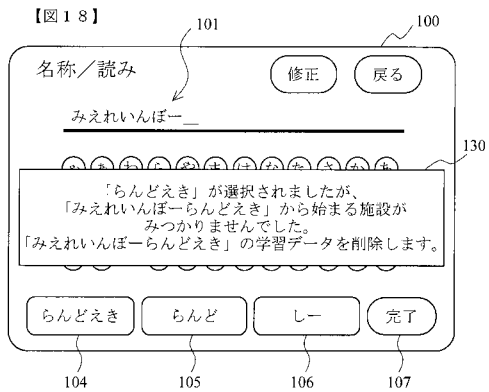 【図１８】
101
100
名称／読み
修正
戻る
みえれいんぼー＿
130
「らんどえき」が選択されましたが、
「みえれいんぼーらんどえき」から始まる施設が
みつかりませんでした。
「みえれいんぼーらんどえき」の学習データを削除します。
らんどえき
らんど
しー
完了
104
105
106
107